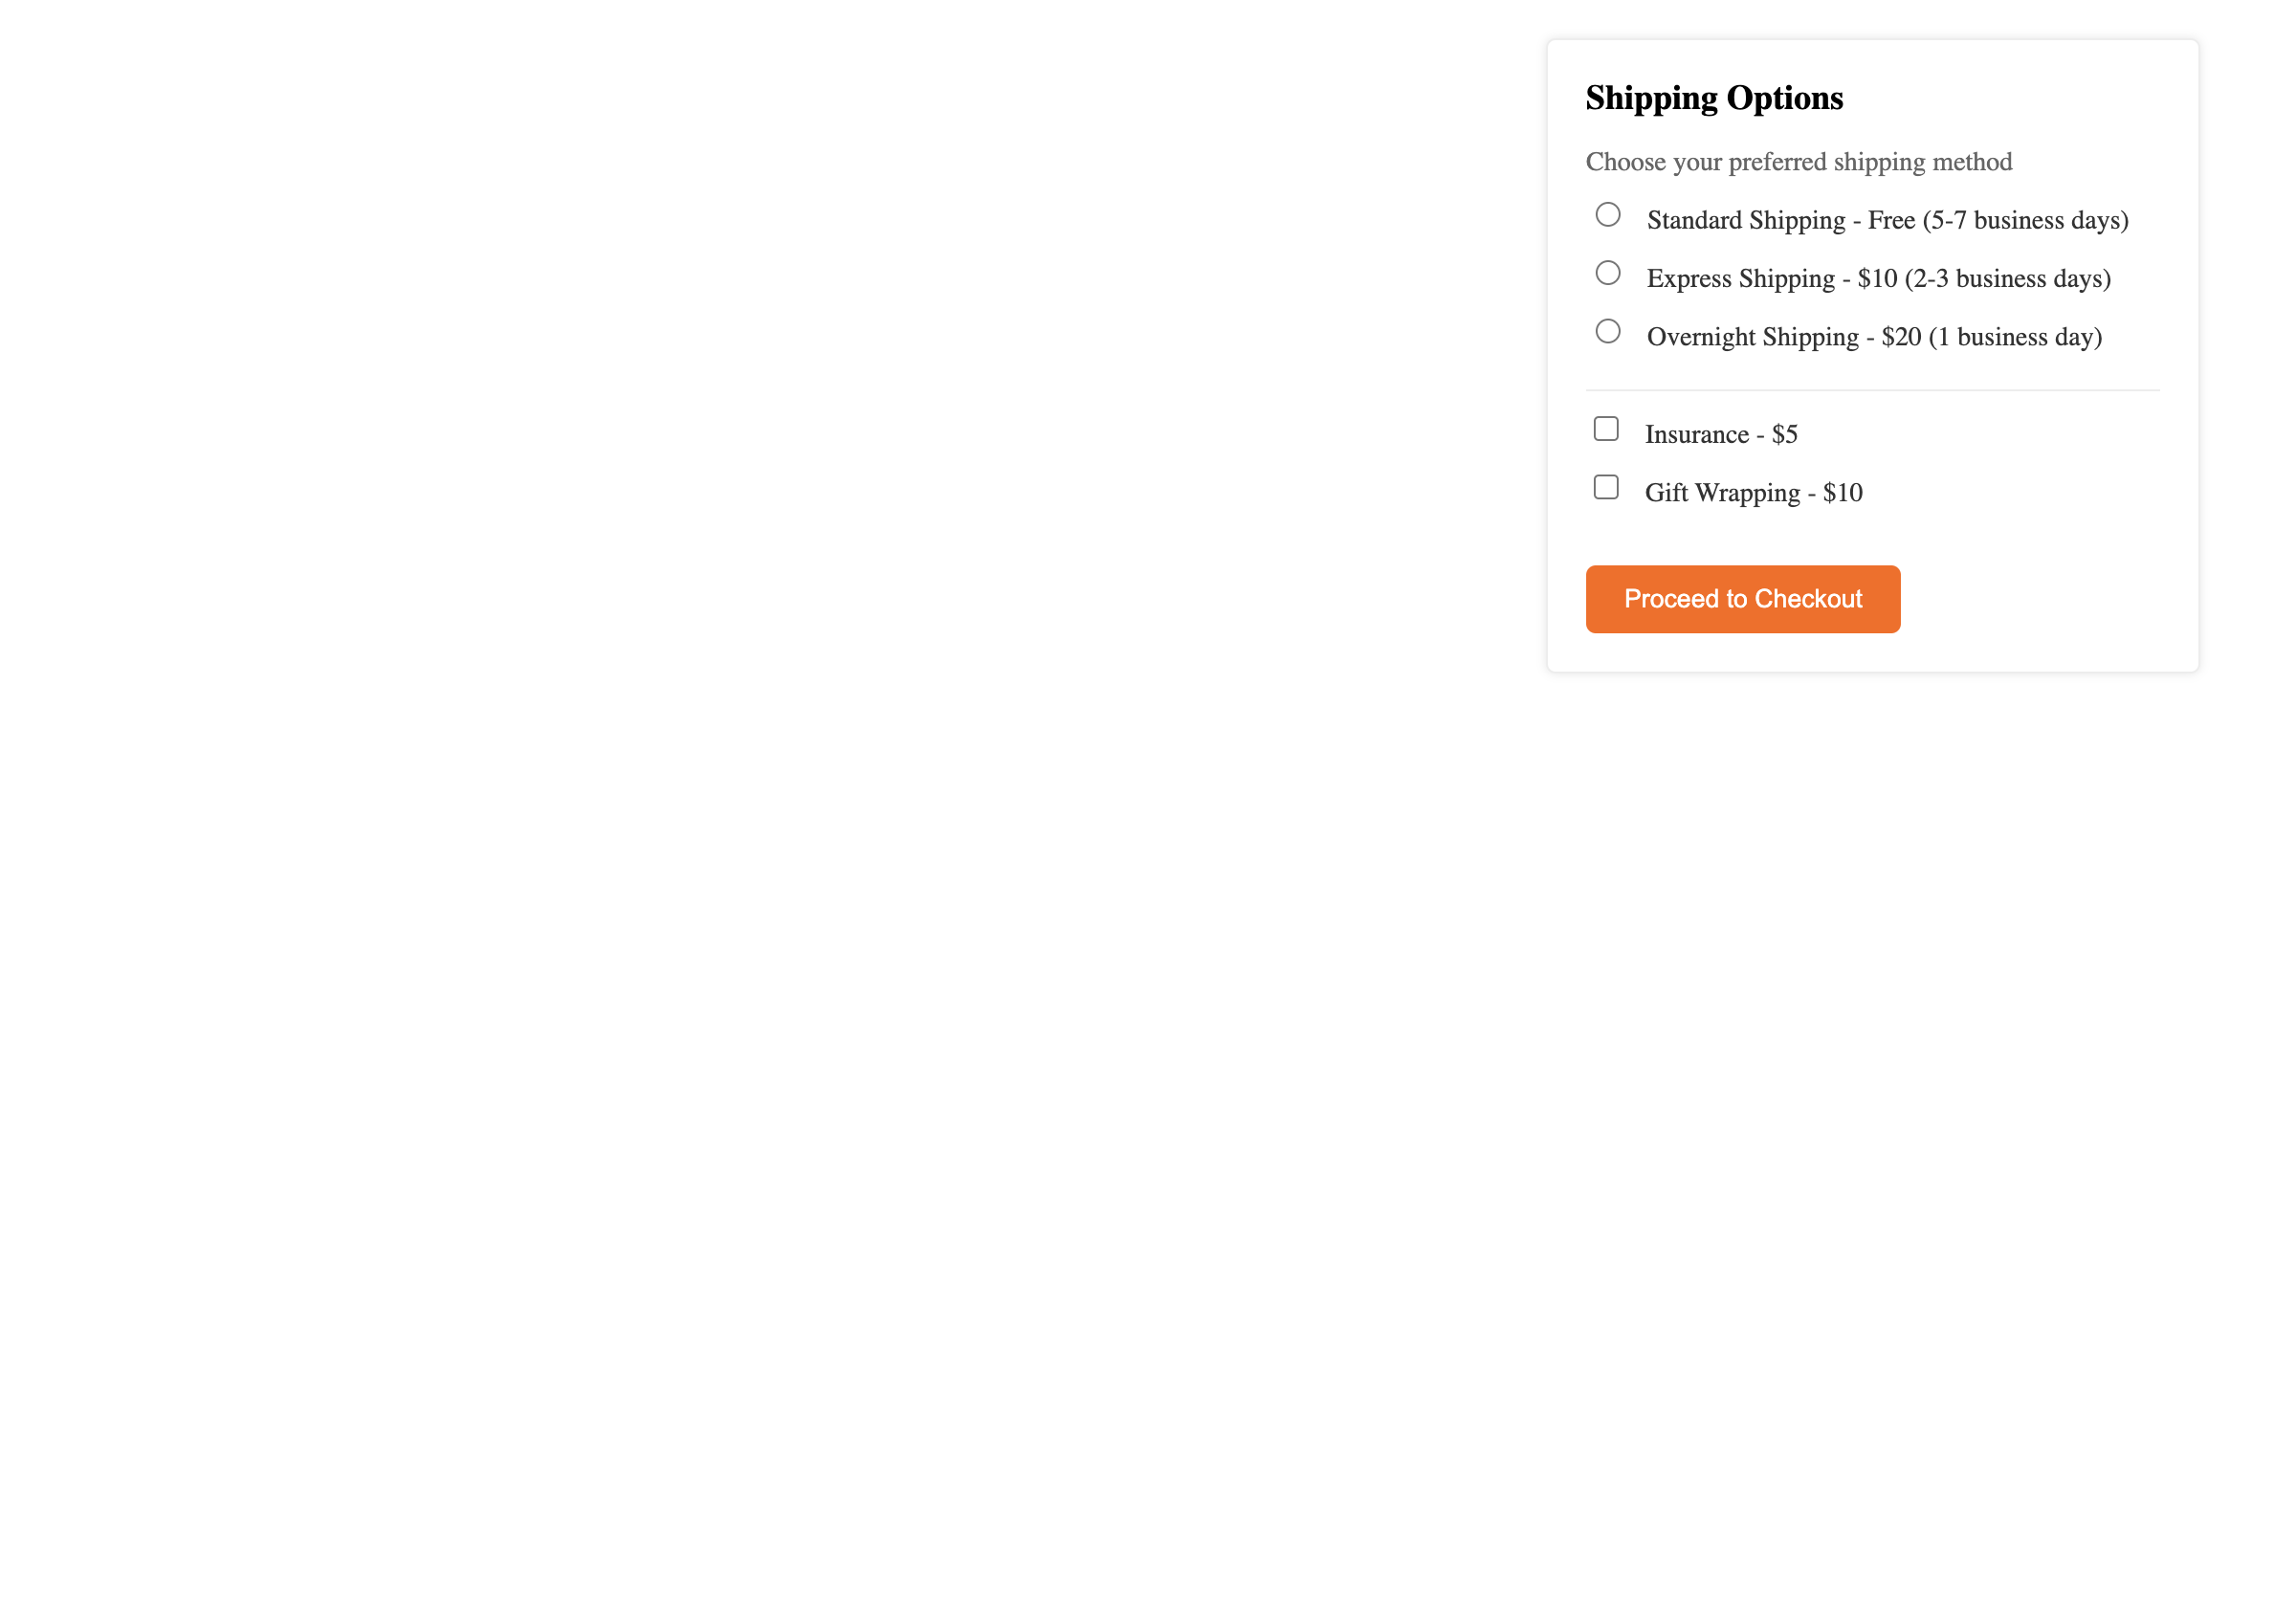 Shipping Options
Choose your preferred shipping method
Standard Shipping - Free (5-7 business days)
Express Shipping - $10 (2-3 business days)
Overnight Shipping - $20 (1 business day)
Insurance - $5
Gift Wrapping - $10
Proceed to Checkout